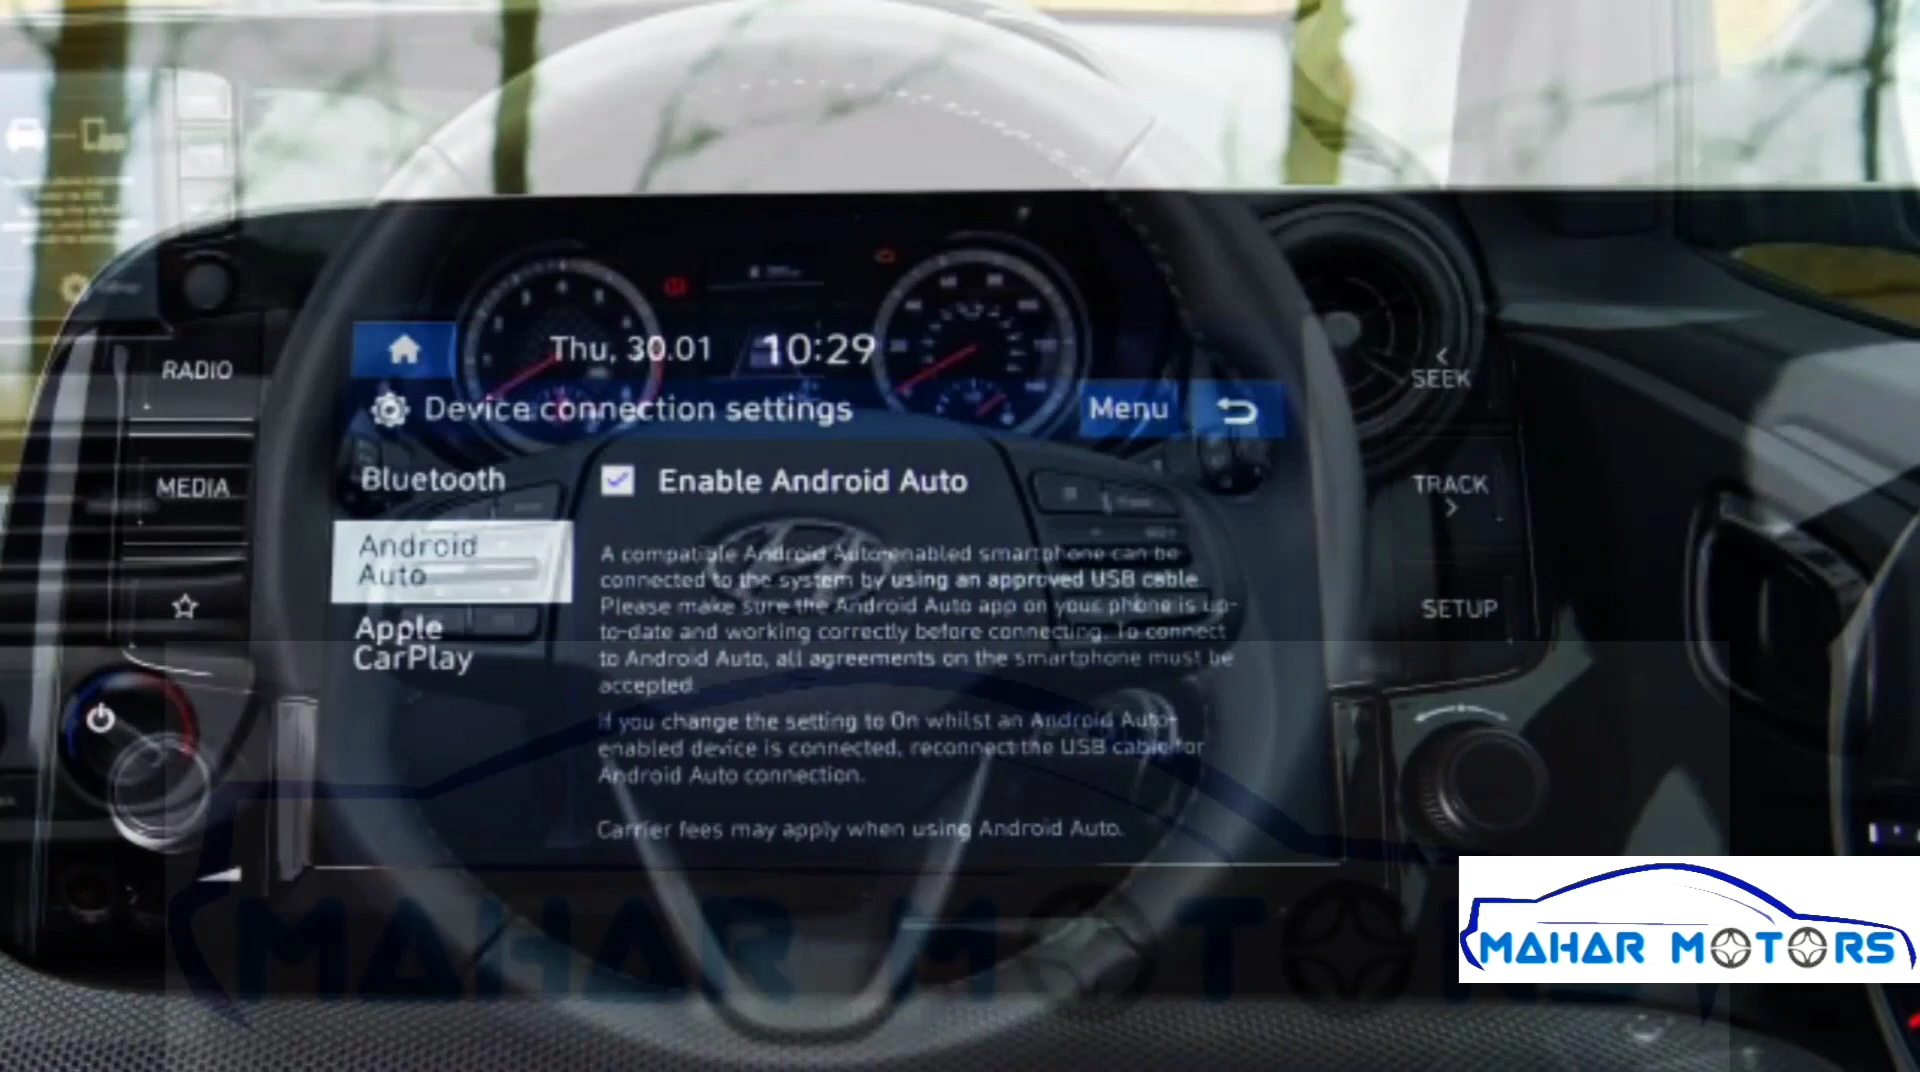 Thu, 30.01 10:29
Device connection settings
Menu
Bluetooth
Android
Auto
Apple
CarPlay
Enable Android Auto
A compatible Android Auto-enabled smartphone can be
connected to the system by using an approved USB cable
Please make sure the Android Auto app on your phone is up-
to-date and working correctly before connecting. To connect
to Android Auto, all agreements on the smartphone must be
accepted.
If you change the setting to On whilst an Android Auto-
enabled device is connected, reconnect the USB cable for
Android Auto connection.
Carrier fees may apply when using Android Auto.
RADIO
MEDIA
SEEK
TRACK
SETUP
MAHAR MOTORS
MAHAR MOTORS